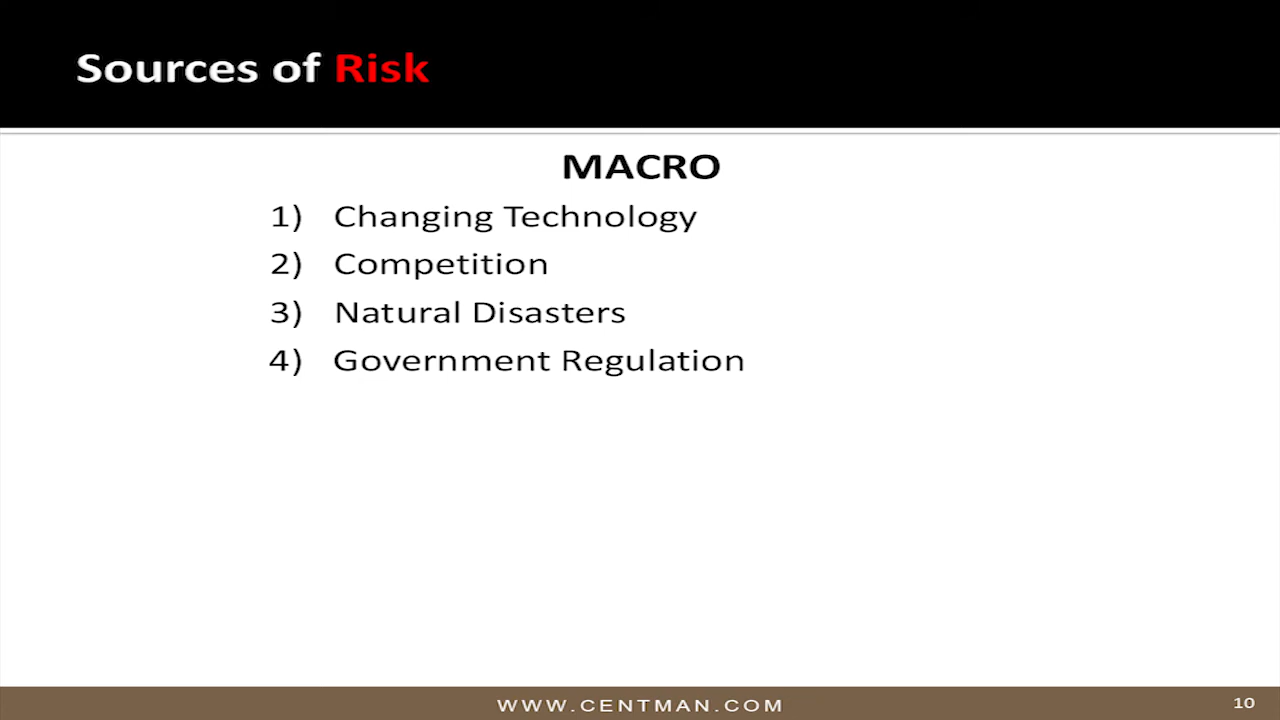 Sources of Risk
MACRO
1) Changing Technology
2) Competition
3) Natural Disasters
4) Government Regulation
WWW.CENTMAN.COM
10